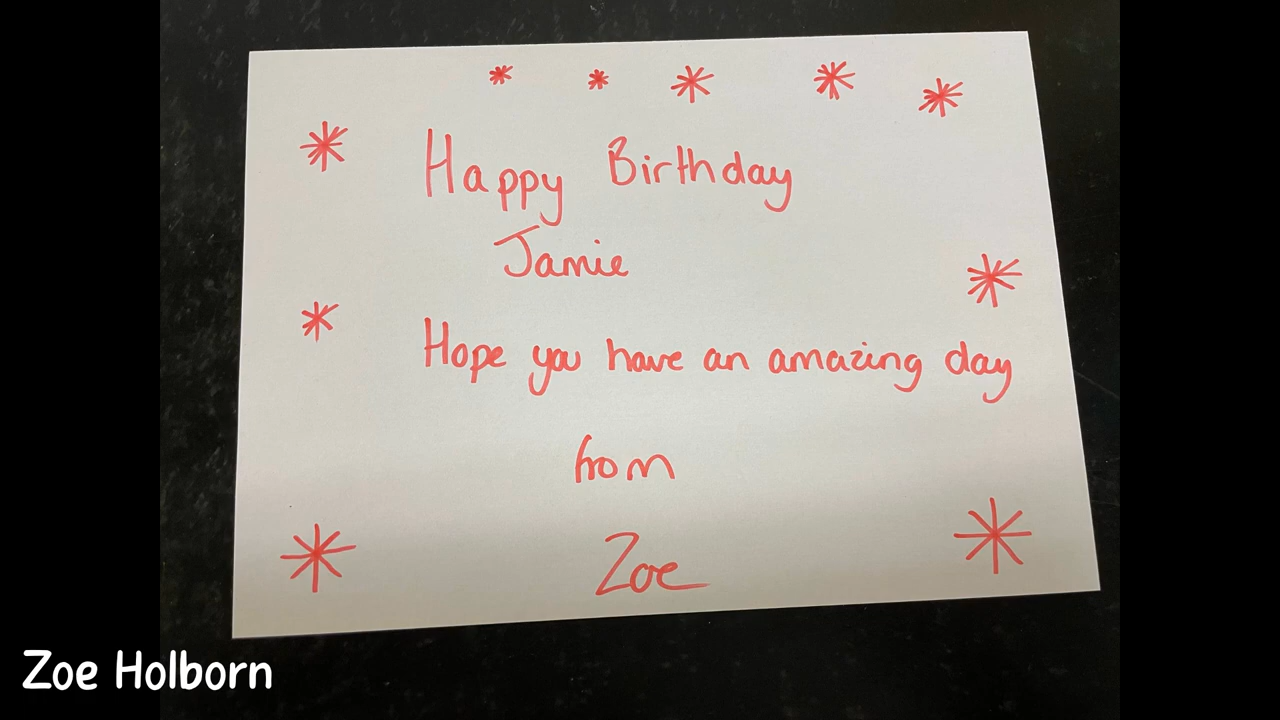 Happy Birthday
Jamie
Hope you have an amazing day
from
Zoe
Zoe Holborn